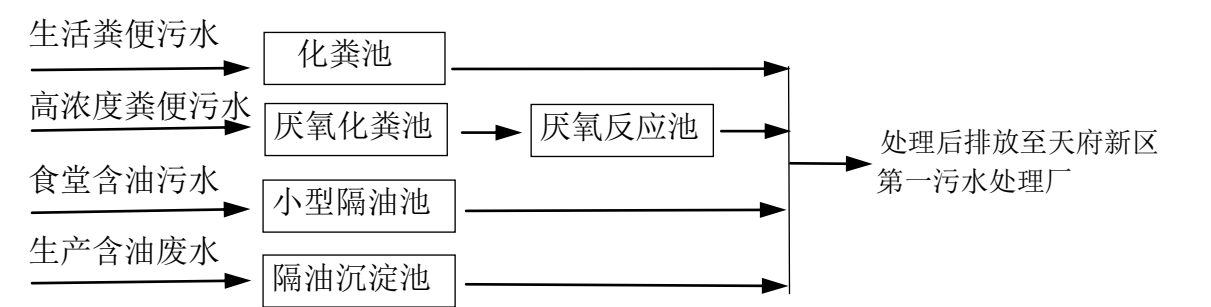 生活粪便污水
化粪池
高浓度粪便污水
厌氧化粪池
厌氧反应池
处理后排放至天府新区
第一污水处理厂
食堂含油污水
小型隔油池
生产含油废水
隔油沉淀池